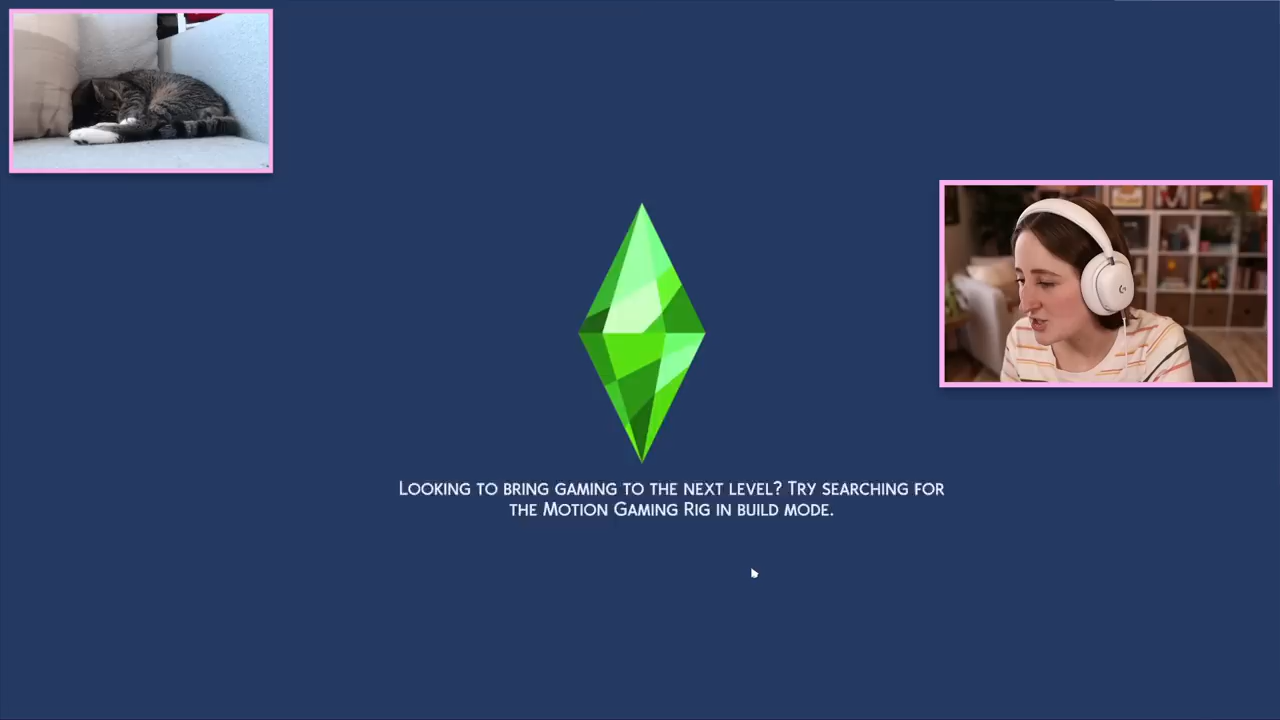 Looking to bring gaming to the next level? Try searching for
the Motion Gaming Rig in build mode.